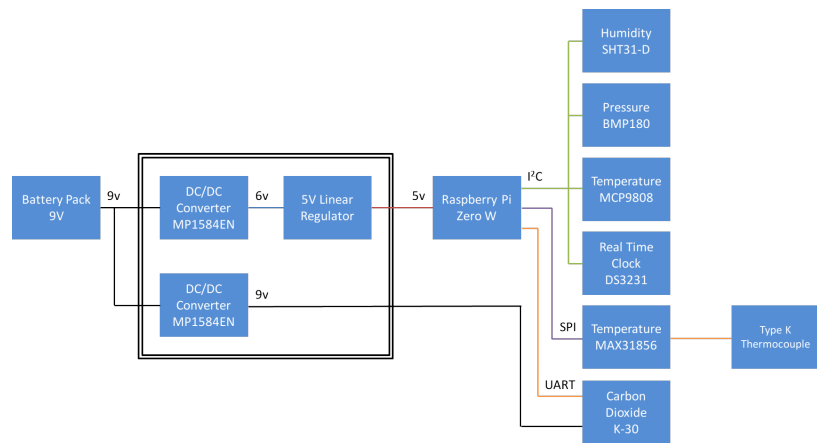 Humidity
SHT31-D
Pressure
BMP180
I²C
Battery Pack
9V
9v
DC/DC
Converter
MP1584EN
6v
5V Linear
Regulator
5v
Raspberry Pi
Zero W
Temperature
MCP9808
Real Time
Clock
DS3231
DC/DC
Converter
MP1584EN
9v
SPI
Temperature
MAX31856
Type K
Thermocouple
UART
Carbon
Dioxide
K-30